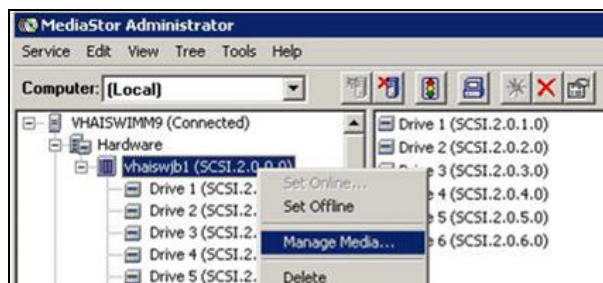 MediaStor Administrator
Service Edit View Tree Tools Help
Computer: (Local)
VHAISWIMM9 (Connected)
Hardware
vhaiswjb1 (SCSI.2.0.0.0)
Drive 1 (SCSI.2.
Drive 2 (SCSI.2.
Drive 3 (SCSI.2.
Drive 4 (SCSI.2.
Drive 5 (SCSI.2.
Set Online...
Set Offline
Manage Media...
Delete
Drive 1 (SCSI.2.0.1.0)
Drive 2 (SCSI.2.0.2.0)
3 (SCSI.2.0.3.0)
4 (SCSI.2.0.4.0)
5 (SCSI.2.0.5.0)
6 (SCSI.2.0.6.0)